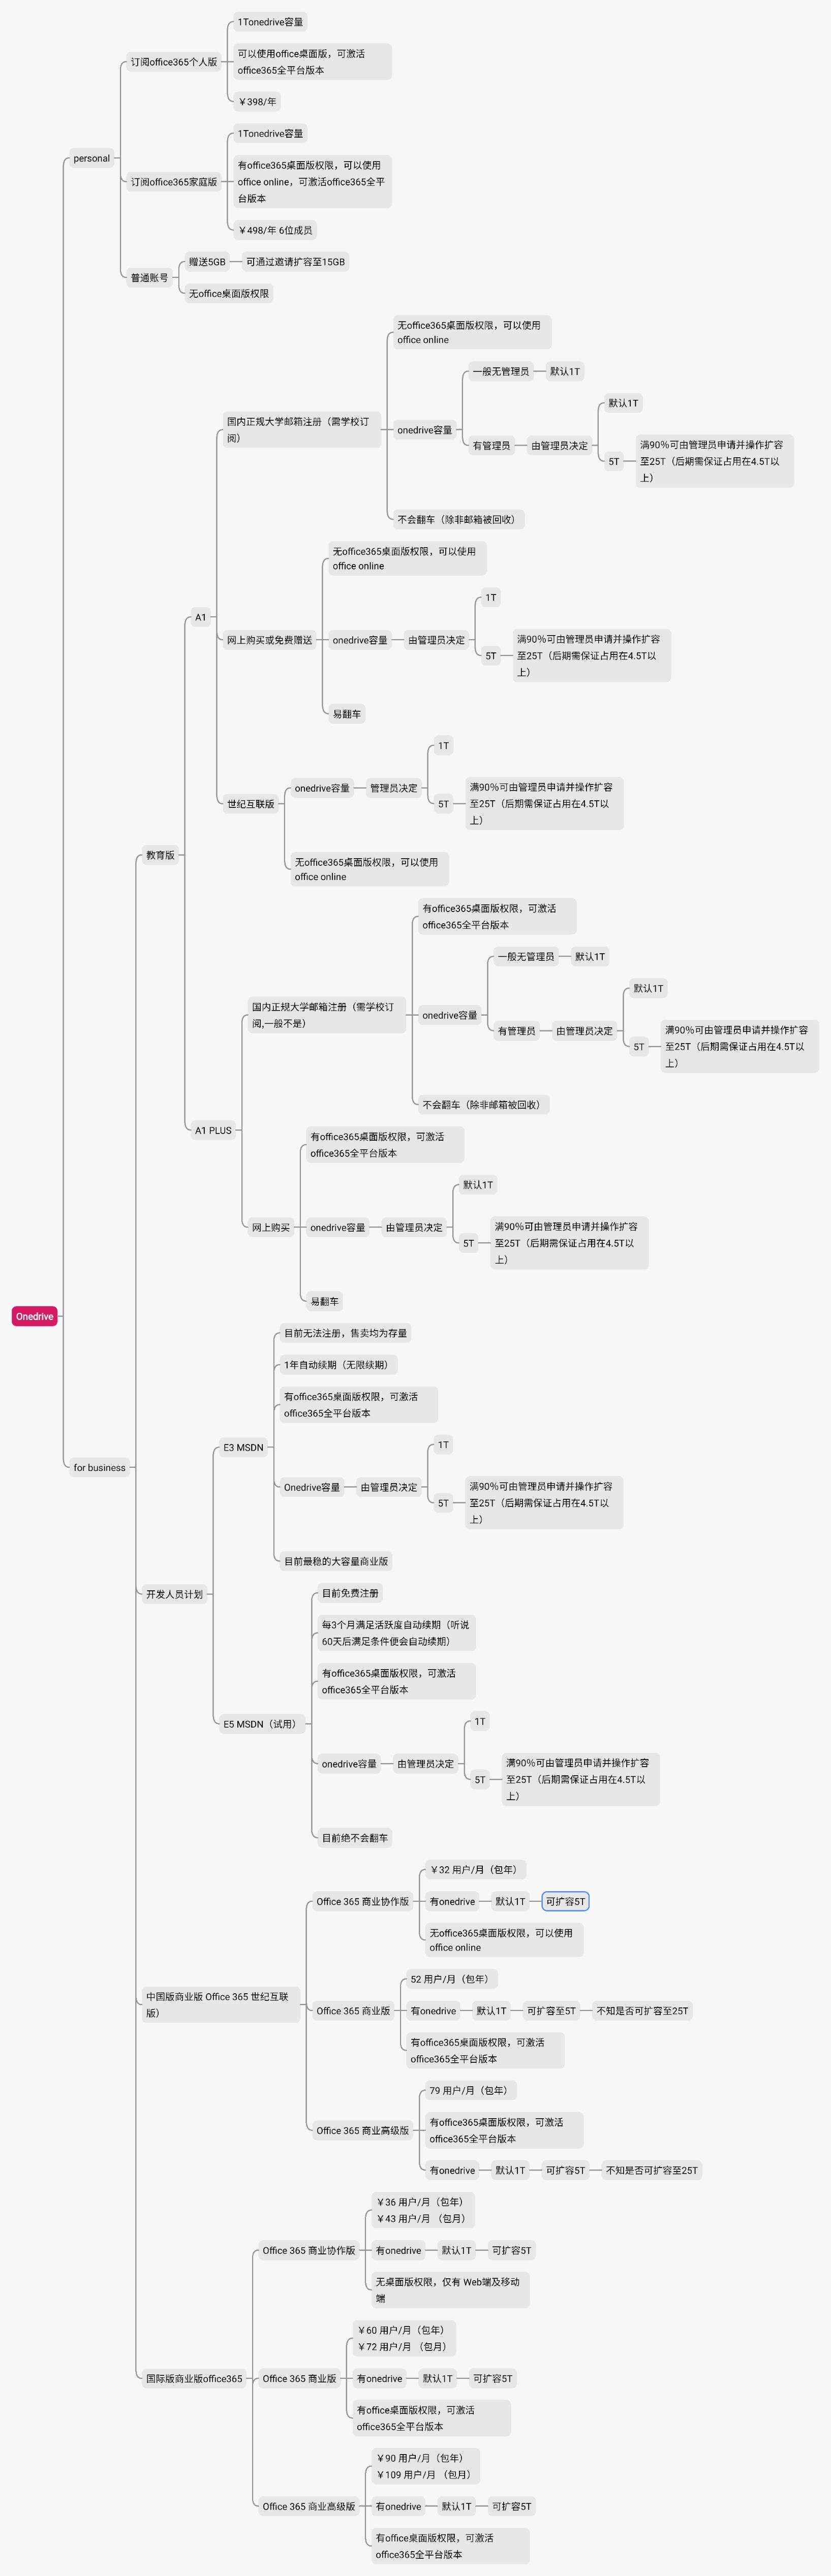 1Tonedrive容量
可以使用office桌面版，可激活
office365全平台版本
￥398/年
订阅office365个人版
1Tonedrive容量
有office365桌面版权限，可以使用
office online，可激活office365全平
台版本
￥498/年 6位成员
订阅office365家庭版
personal
赠送5GB
可通过邀请扩容至15GB
无office桌面版权限
普通账号
无office365桌面版权限，可以使用
office online
一般无管理员
默认1T
默认1T
onedrive容量
有管理员
由管理员决定
5T
满90%可由管理员申请并操作扩容
至25T（后期需保证占用在4.5T以
上）
国内正规大学邮箱注册（需学校订
阅）
不会翻车（除非邮箱被回收）
无office365桌面版权限，可以使用
office online
1T
A1
网上购买或免费赠送
onedrive容量
由管理员决定
5T
满90%可由管理员申请并操作扩容
至25T（后期需保证占用在4.5T以
上）
易翻车
1T
onedrive容量
管理员决定
5T
满90%可由管理员申请并操作扩容
至25T（后期需保证占用在4.5T以
上）
世纪互联版
无office365桌面版权限，可以使用
office online
教育版
有office365桌面版权限，可激活
office365全平台版本
一般无管理员
默认1T
默认1T
国内正规大学邮箱注册（需学校订
阅,一般不是）
onedrive容量
有管理员
由管理员决定
5T
满90%可由管理员申请并操作扩容
至25T（后期需保证占用在4.5T以
上）
不会翻车（除非邮箱被回收）
A1 PLUS
有office365桌面版权限，可激活
office365全平台版本
默认1T
网上购买
onedrive容量
由管理员决定
5T
满90%可由管理员申请并操作扩容
至25T（后期需保证占用在4.5T以
上）
易翻车
Onedrive
目前无法注册，售卖均为存量
1年自动续期（无限续期）
有office365桌面版权限，可激活
office365全平台版本
E3 MSDN
1T
for business
Onedrive容量
由管理员决定
5T
满90%可由管理员申请并操作扩容
至25T（后期需保证占用在4.5T以
上）
目前最稳的大容量商业版
开发人员计划
目前免费注册
每3个月满足活跃度自动续期（听说
60天后满足条件便会自动续期）
有office365桌面版权限，可激活
office365全平台版本
E5 MSDN（试用）
1T
onedrive容量
由管理员决定
5T
满90%可由管理员申请并操作扩容
至25T（后期需保证占用在4.5T以
上）
目前绝不会翻车
￥32 用户/月（包年）
Office 365 商业协作版
有onedrive
默认1T
可扩容5T
无office365桌面版权限，可以使用
office online
中国版商业版 Office 365 世纪互联
版）
52 用户/月（包年）
Office 365 商业版
有onedrive
默认1T
可扩容至5T
不知是否可扩容至25T
有office365桌面版权限，可激活
office365全平台版本
79 用户/月（包年）
Office 365 商业高级版
有office365桌面版权限，可激活
office365全平台版本
有onedrive
默认1T
可扩容5T
不知是否可扩容至25T
￥36 用户/月（包年）
￥43 用户/月 （包月）
Office 365 商业协作版
有onedrive
默认1T
可扩容5T
无桌面版权限，仅有 Web端及移动
端
￥60 用户/月（包年）
￥72 用户/月 （包月）
国际版商业版office365
Office 365 商业版
有onedrive
默认1T
可扩容5T
有office桌面版权限，可激活
office365全平台版本
￥90 用户/月（包年）
￥109 用户/月 （包月）
Office 365 商业高级版
有onedrive
默认1T
可扩容5T
有office桌面版权限，可激活
office365全平台版本